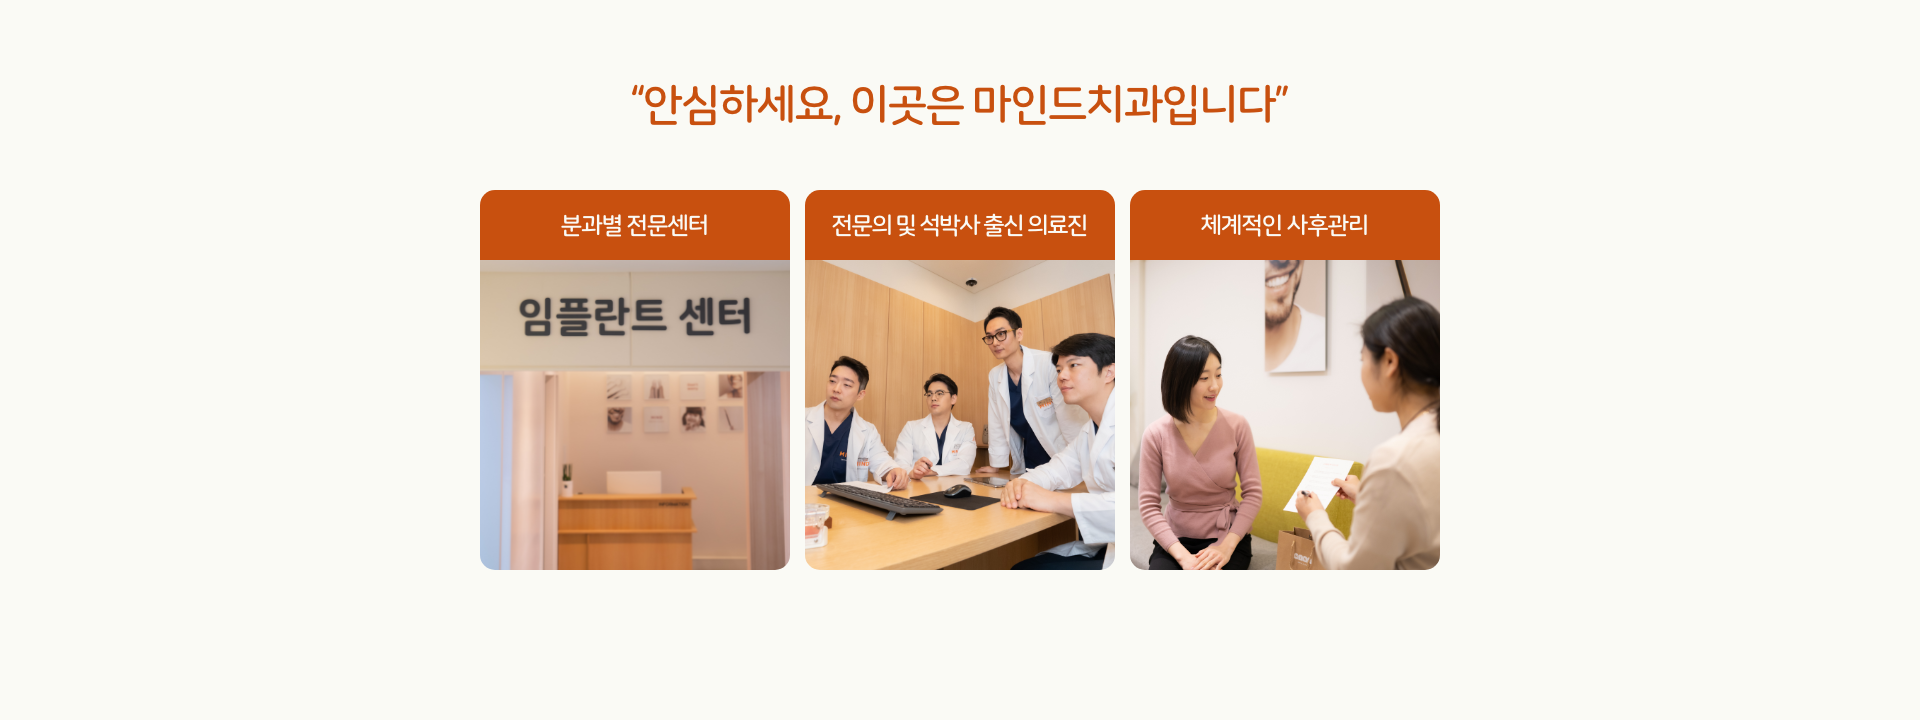 “안심하세요, 이곳은 마인드치과입니다”
분과별 전문센터
전문의 및 석박사 출신 의료진
체계적인 사후관리
임플란트 센터